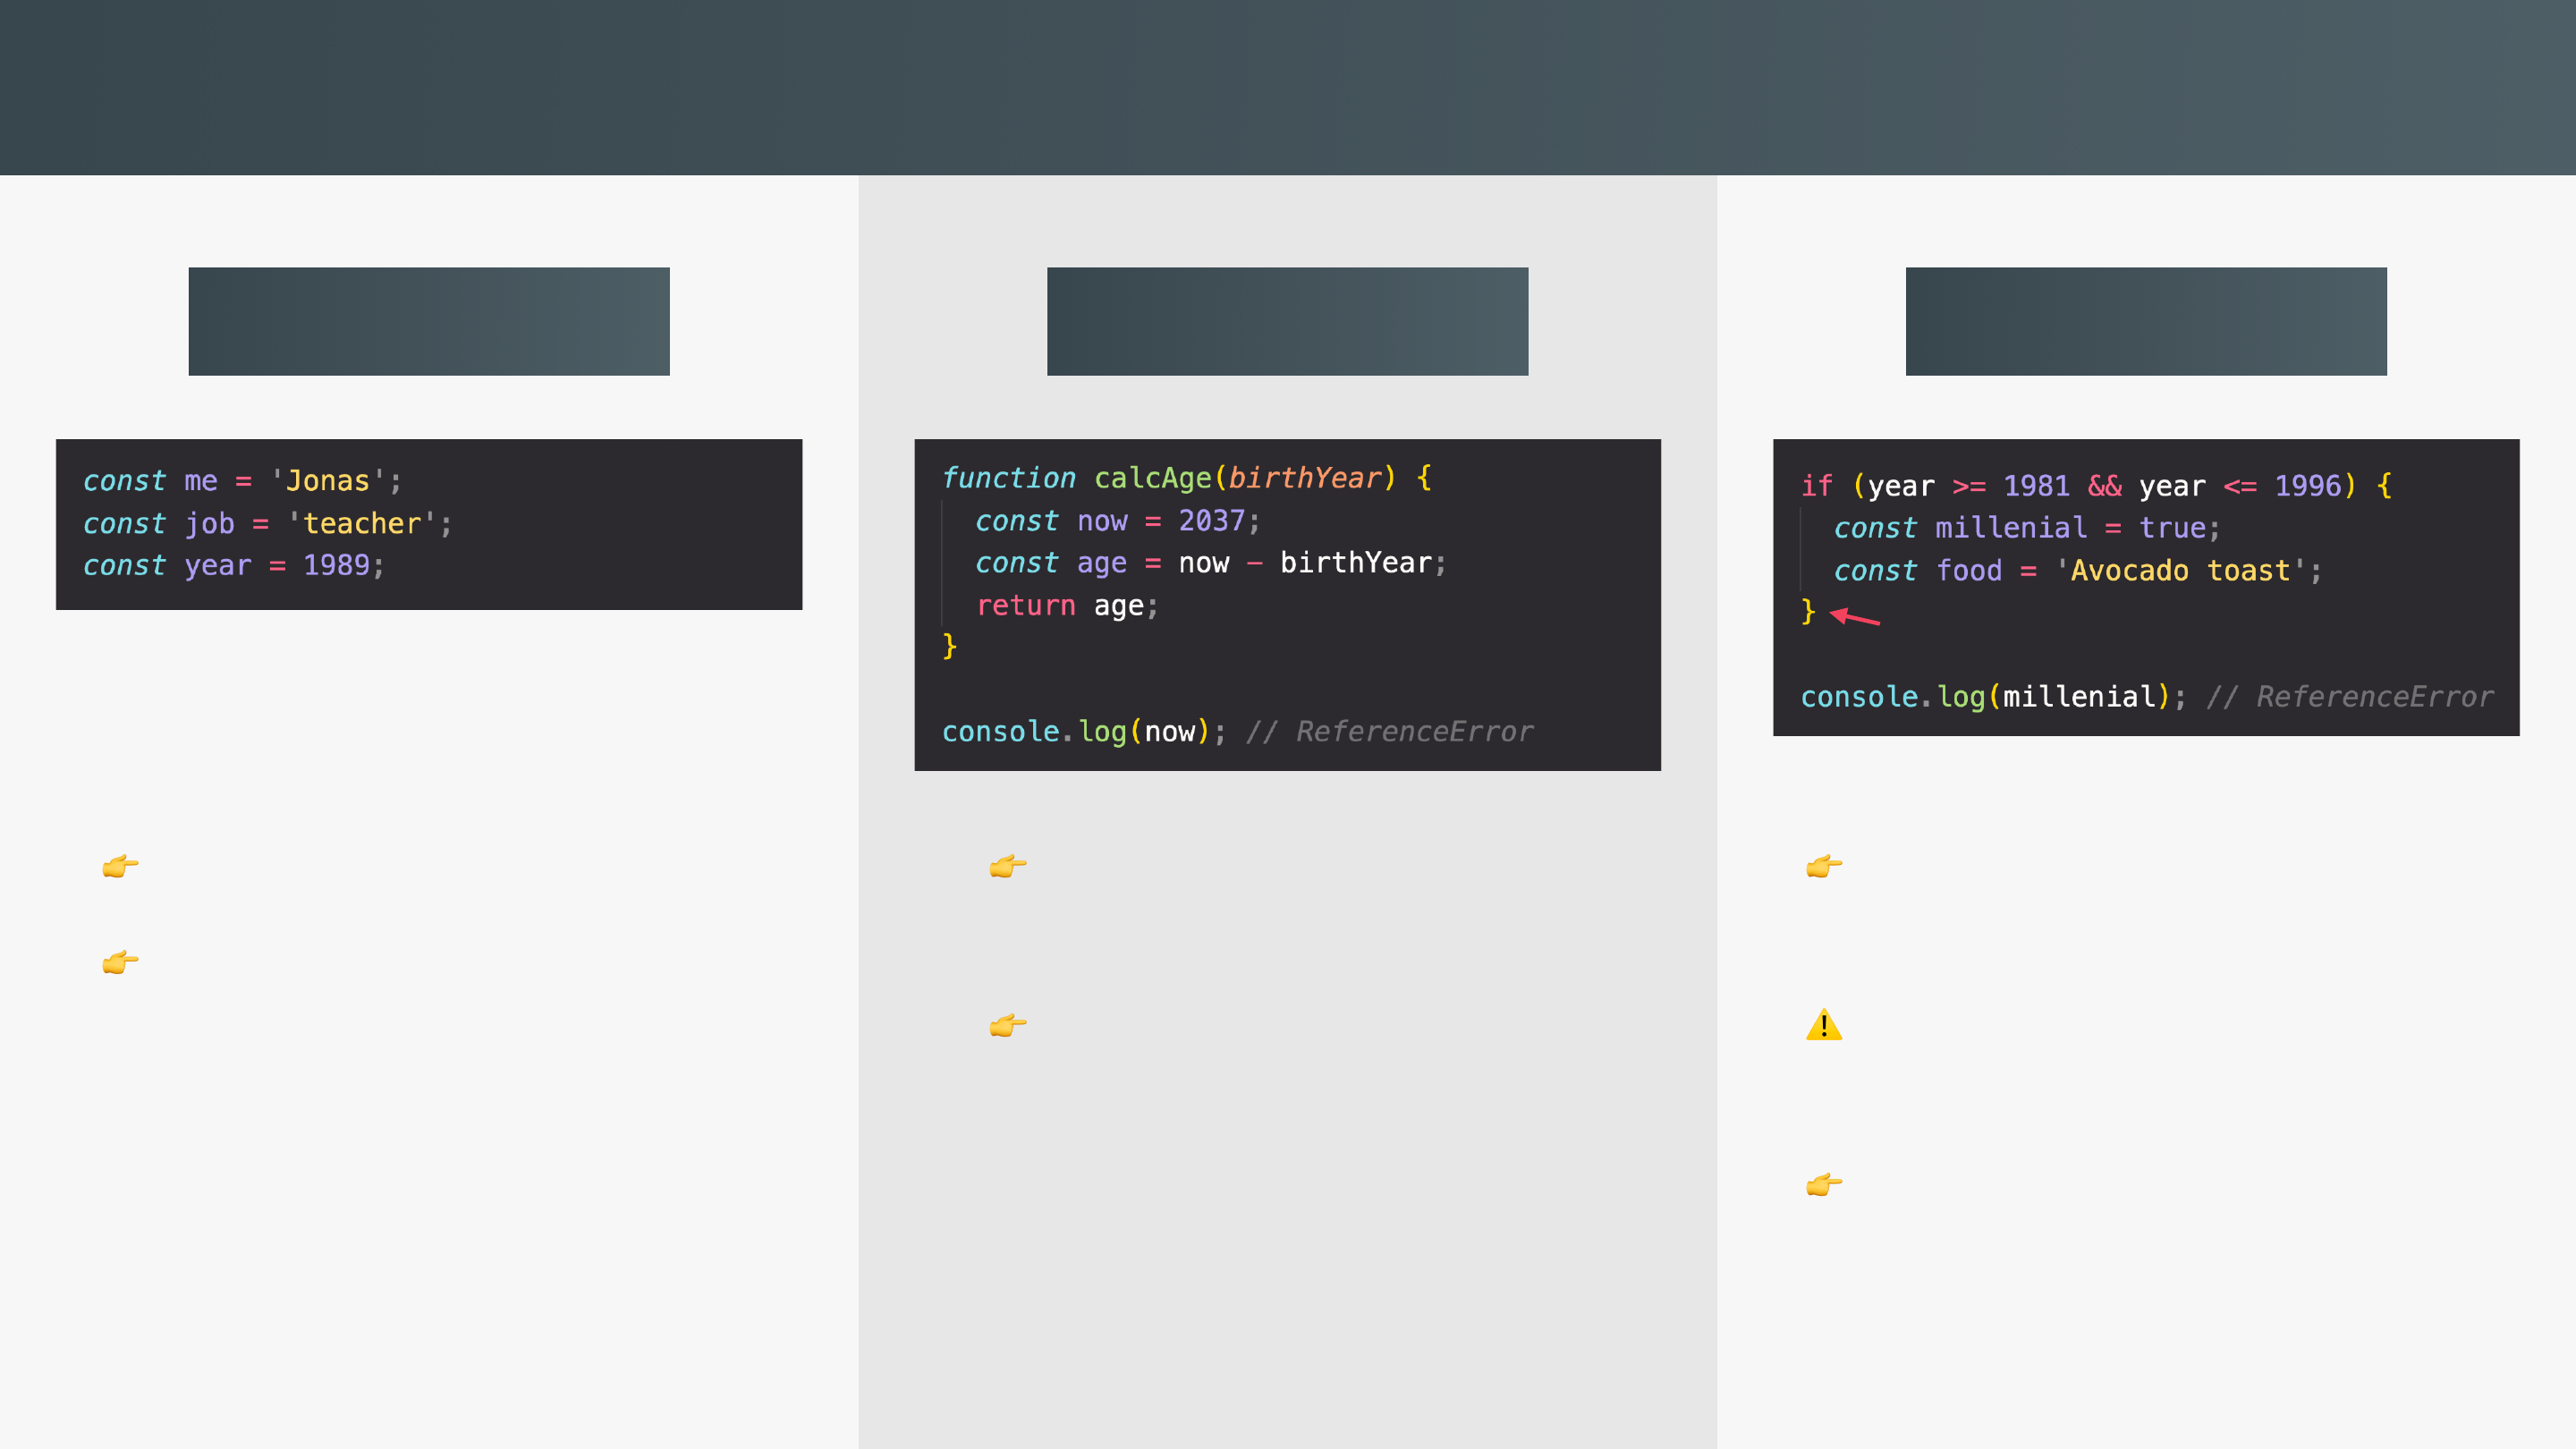 const me = 'Jonas';
const job = 'teacher';
const year = 1989;
function calcAge(birthYear) {
const now = 2037;
const age = now - birthYear;
return age;
}
console.log(now); // ReferenceError
if (year >= 1981 && year <= 1996) {
const millenial = true;
const food = 'Avocado toast';
}
console.log(millenial); // ReferenceError